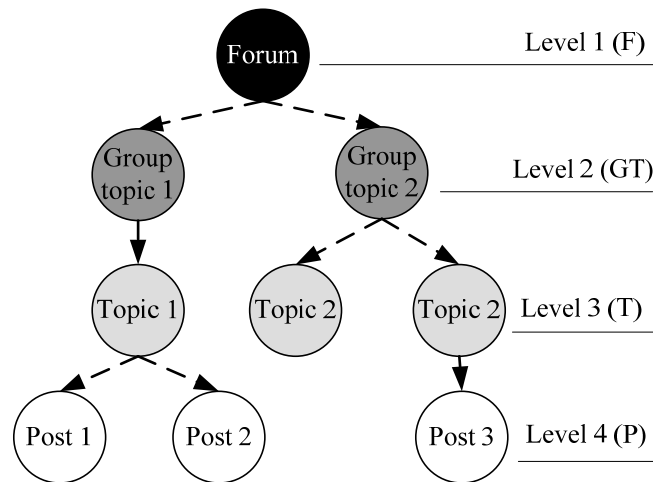 Forum
Level 1 (F)
Group
topic 1
Group
topic 2
Level 2 (GT)
Topic 1
Topic 2
Topic 2
Level 3 (T)
Post 1
Post 2
Post 3
Level 4 (P)